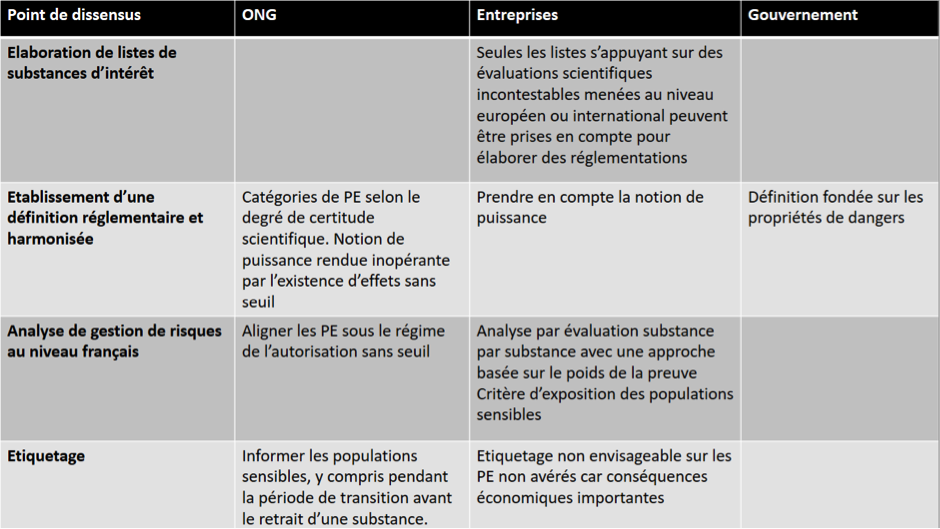 Point de dissensus ONG Entreprises Gouvernement
Elaboration de listes de
substances d’intérêt
Seules les listes s’appuyant sur des
évaluations scientifiques
incontestables menées au niveau
européen ou international peuvent
être prises en compte pour
élaborer des réglementations
Etablissement d’une
définition réglementaire et
harmonisée
Catégories de PE selon le
degré de certitude
scientifique. Notion de
puissance rendue inopérante
par l’existence d’effets sans
seuil
Prendre en compte la notion de
puissance
Définition fondée sur les
propriétés de dangers
Analyse de gestion de risques
au niveau français
Aligner les PE sous le régime
de l’autorisation sans seuil
Analyse par évaluation substance
par substance avec une approche
basée sur le poids de la preuve
Critère d’exposition des populations
sensibles
Etiquetage
Informer les populations
sensibles, y compris pendant
la période de transition avant
le retrait d’une substance.
Etiquetage non envisageable sur les
PE non avérés car conséquences
économiques importantes